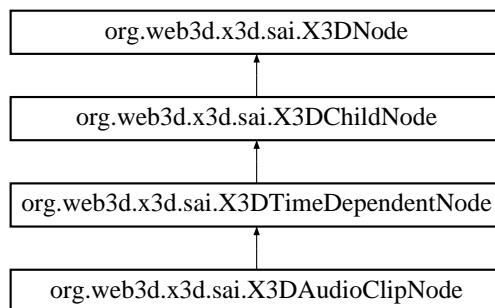 org.web3d.x3d.sai.X3DNode
org.web3d.x3d.sai.X3DChildNode
org.web3d.x3d.sai.X3DTimeDependentNode
org.web3d.x3d.sai.X3DAudioClipNode